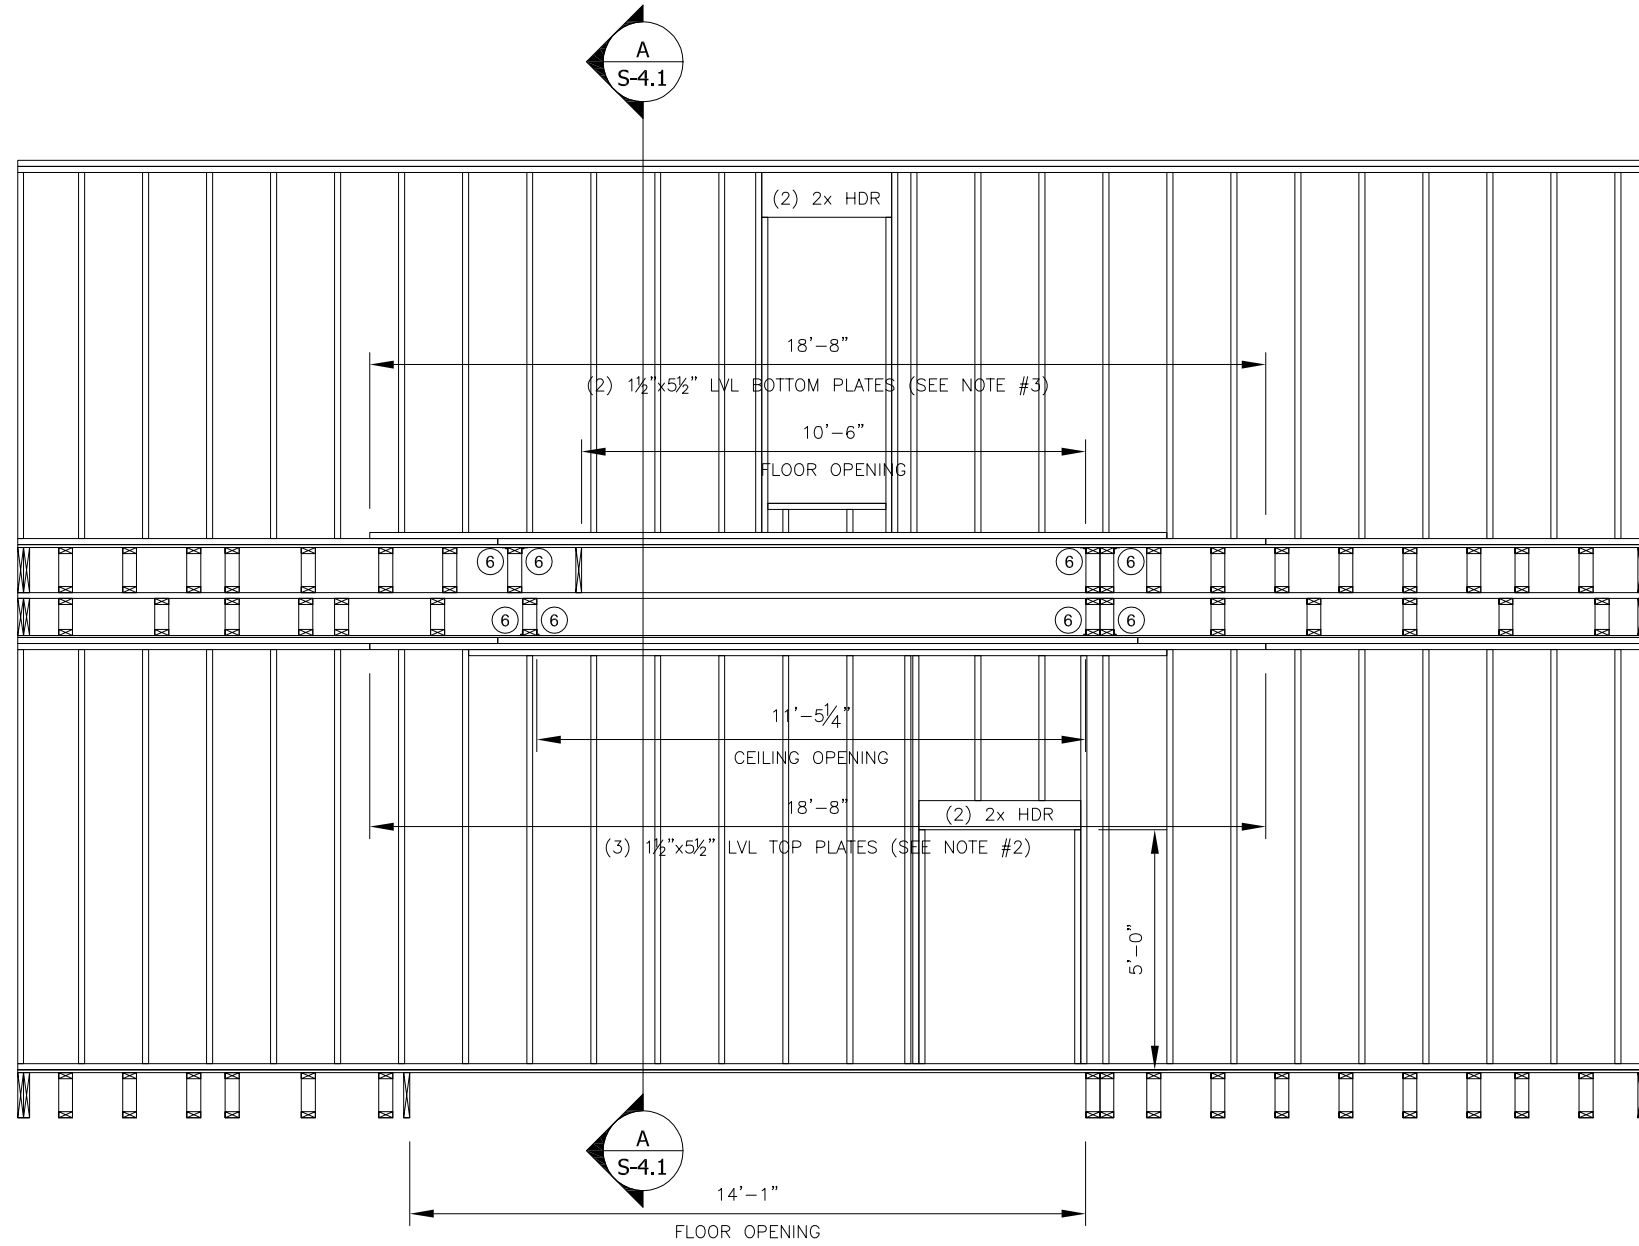 A
S-4.1
(2) 2x HDR
18'-8"
(2) 1½"x5½" LVL BOTTOM PLATES (SEE NOTE #3)
10'-6"
FLOOR OPENING
6 6 6 6
6 6 6 6
11'-5¼"
CEILING OPENING
18'-8"
(2) 2x HDR
(3) 1½"x5½" LVL TOP PLATES (SEE NOTE #2)
5'-0"
A
S-4.1
14'-1"
FLOOR OPENING